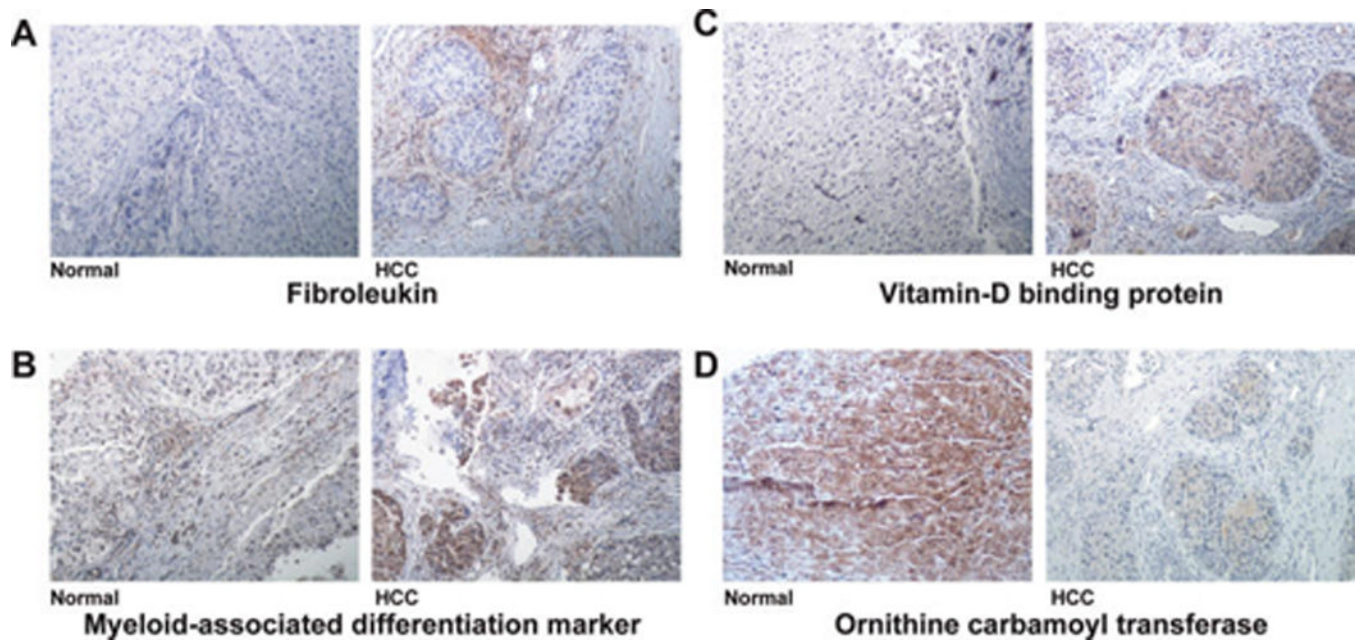 A
Normal
HCC
Fibroleukin
B
Normal
HCC
Myeloid-associated differentiation marker
C
Normal
HCC
Vitamin-D binding protein
D
Normal
HCC
Ornithine carbamoyl transferase